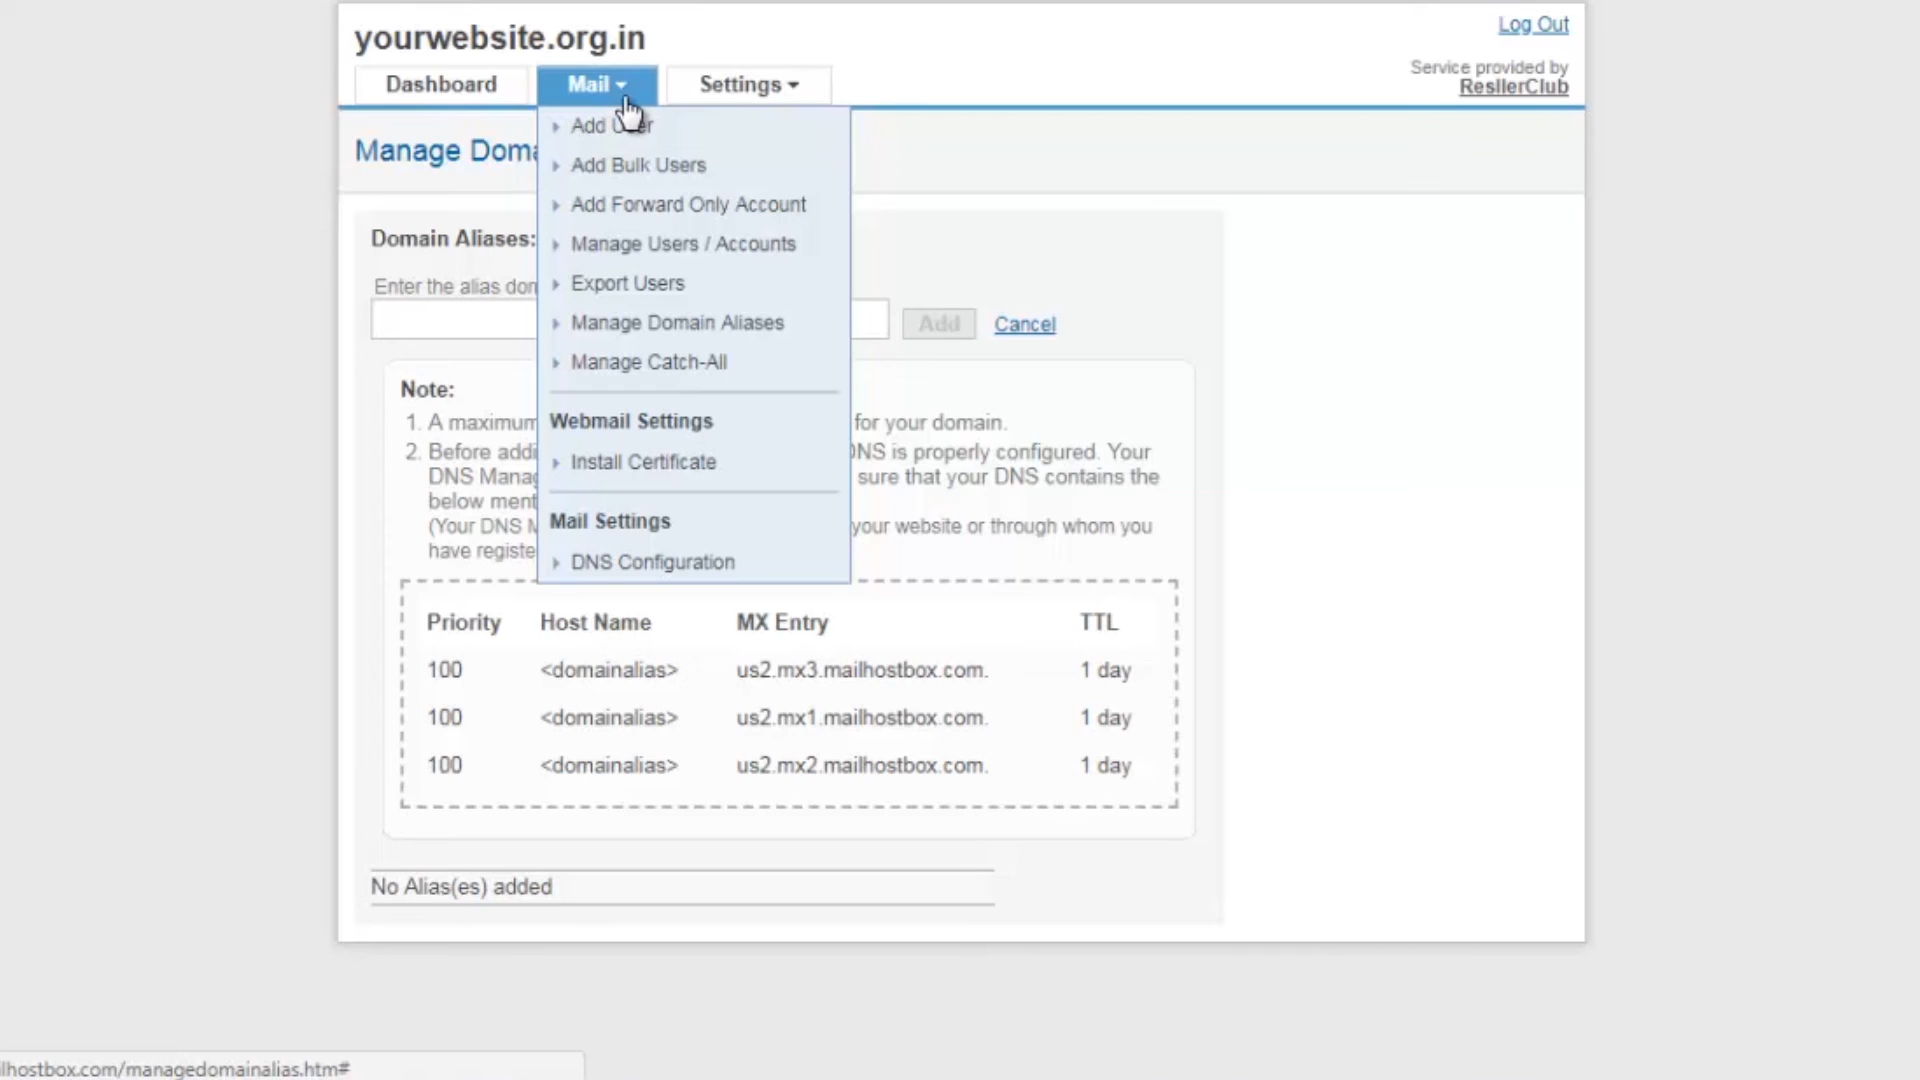 yourwebsite.org.in
Log Out
Service provided by
ResllerClub
Dashboard
Mail
Settings
Manage Doma
Add User
Add Bulk Users
Add Forward Only Account
Manage Users / Accounts
Export Users
Manage Domain Aliases
Manage Catch-All
Webmail Settings
Install Certificate
Mail Settings
DNS Configuration
Domain Aliases:
Enter the alias dom
Add
Cancel
Note:
1. A maximum for your domain.
2. Before addi DNS is properly configured. Your
DNS Manag sure that your DNS contains the
below ment
(Your DNS M your website or through whom you
have registe
Priority Host Name MX Entry TTL
100 <domainalias> us2.mx3.mailhostbox.com. 1 day
100 <domainalias> us2.mx1.mailhostbox.com. 1 day
100 <domainalias> us2.mx2.mailhostbox.com. 1 day
No Alias(es) added
ilhostbox.com/managedomainalias.htm#